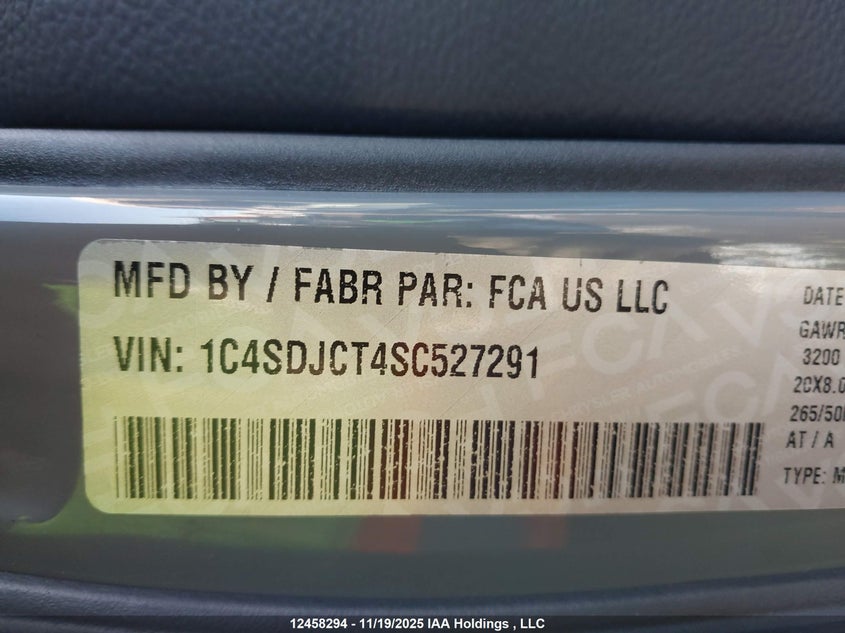 MFD BY / FABR PAR: FCA US LLC
VIN: 1C4SDJCT4SC527291
DATE
GAWR
3200
20X8.0
265/50
AT / A
TYPE: M
12458294 - 11/19/2025 IAA Holdings , LLC